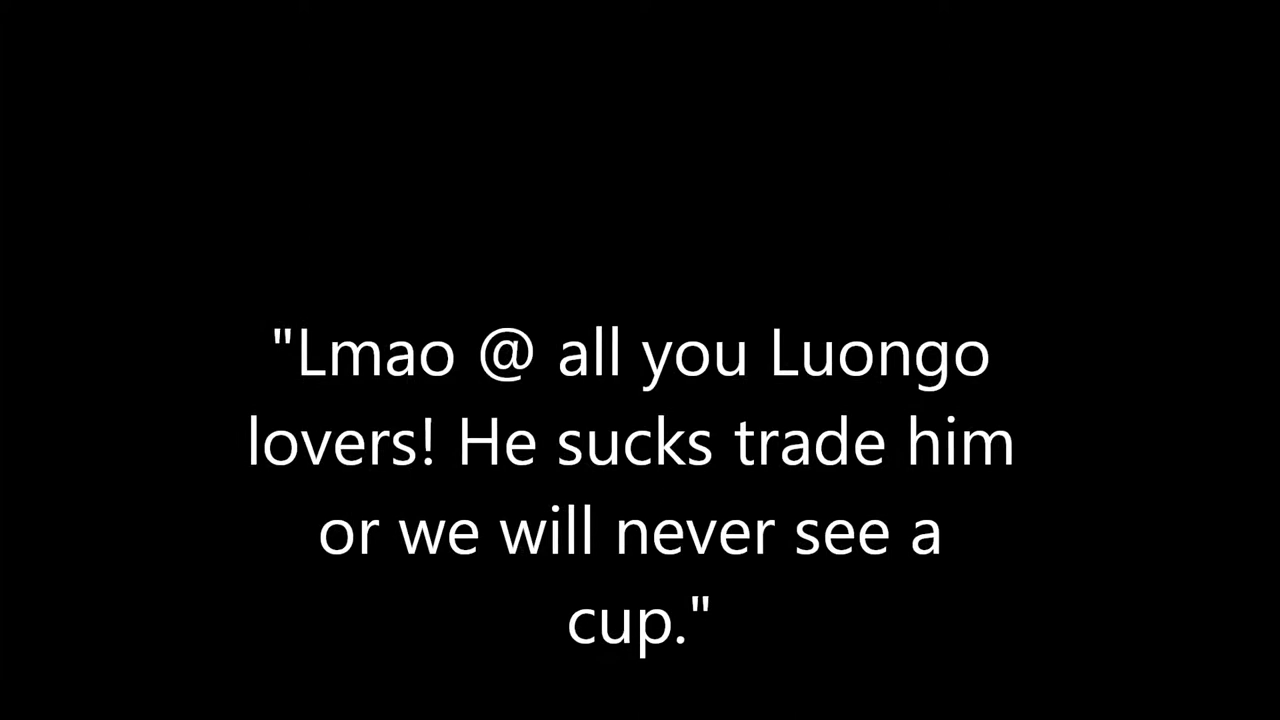 "Lmao @ all you Luongo
lovers! He sucks trade him
or we will never see a
cup."